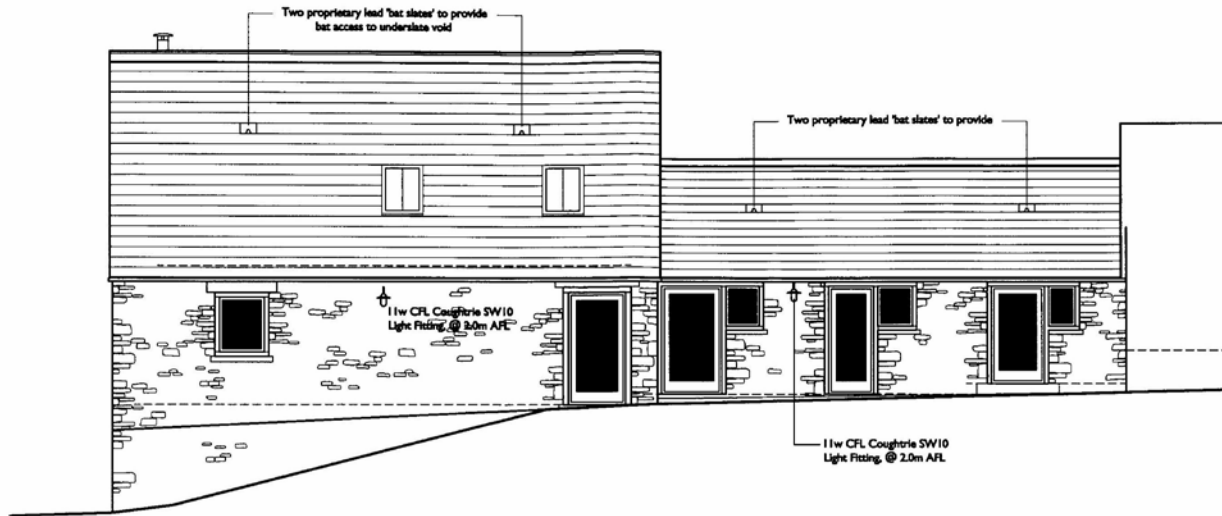 Two proprietary lead 'bat slates' to provide
bat access to underslate void
Two proprietary lead 'bat slates' to provide
11w CFL Coughtrie SW10
Light Fitting, @ 2.0m AFL
11w CFL Coughtrie SW10
Light Fitting, @ 2.0m AFL